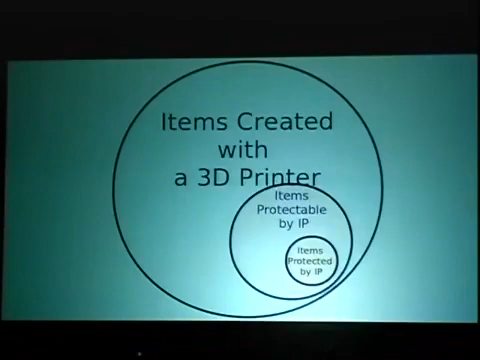 Items Created
with
a 3D Printer
Items
Protectable
by IP
Items
Protected
by IP